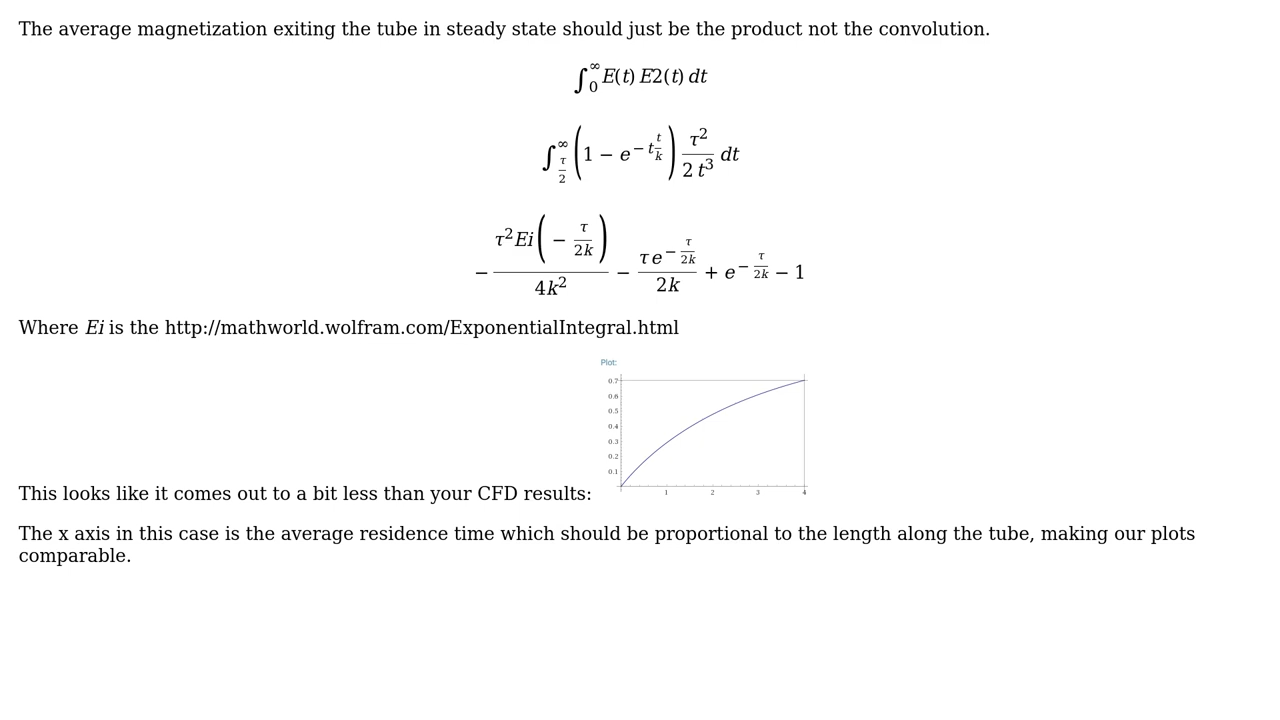 The average magnetization exiting the tube in steady state should just be the product not the convolution.
∫_0^∞ E(t) E2(t) dt
∫_{τ/2}^∞ (1 − e^{−t t/k}) τ²/(2 t³) dt
− τ² Ei(− τ/2k)/4k² − τ e^{− τ/2k}/2k + e^{− τ/2k} − 1
Where Ei is the http://mathworld.wolfram.com/ExponentialIntegral.html
Plot:
0.7
0.6
0.5
0.4
0.3
0.2
0.1
1 2 3 4
This looks like it comes out to a bit less than your CFD results:
The x axis in this case is the average residence time which should be proportional to the length along the tube, making our plots
comparable.